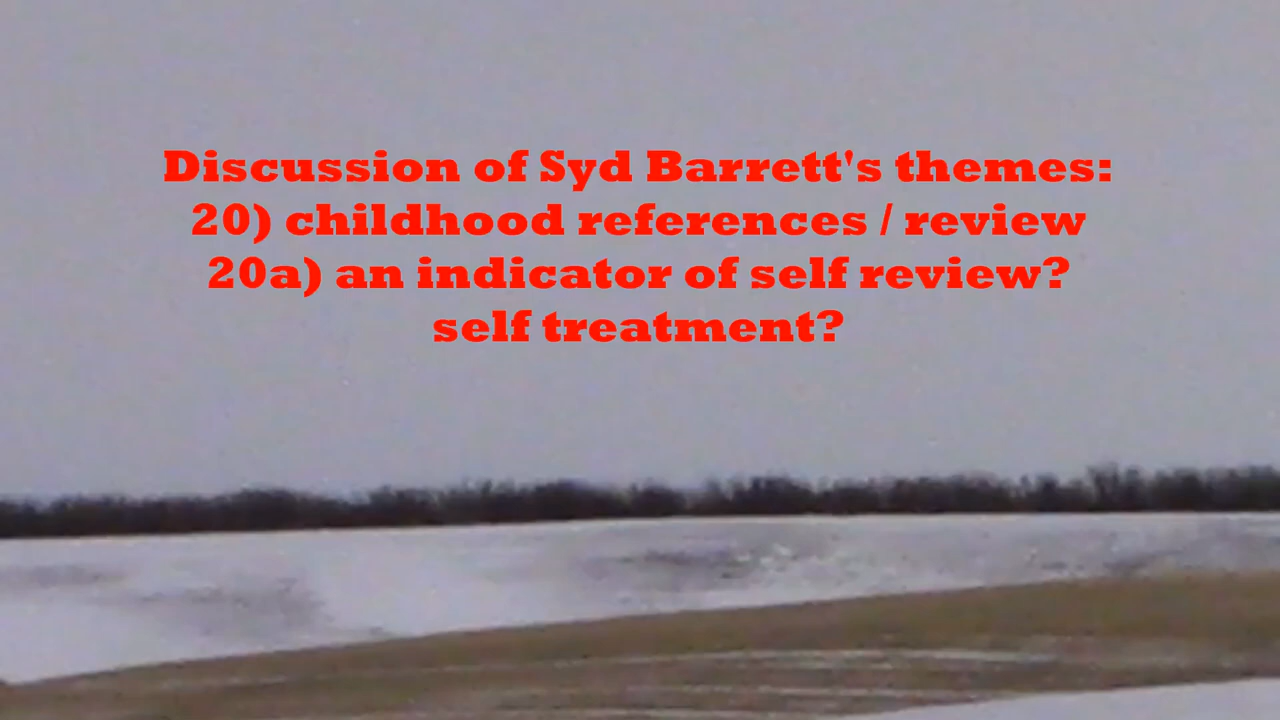 Discussion of Syd Barrett's themes:
20) childhood references / review
20a) an indicator of self review?
self treatment?